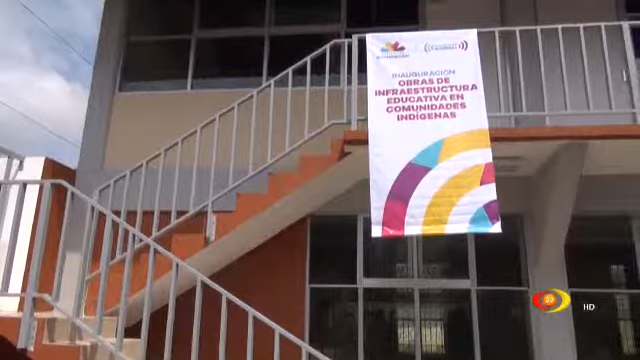 INAUGURACIÓN
OBRAS DE
INFRAESTRUCTURA
EDUCATIVA EN
COMUNIDADES
INDÍGENAS
HD